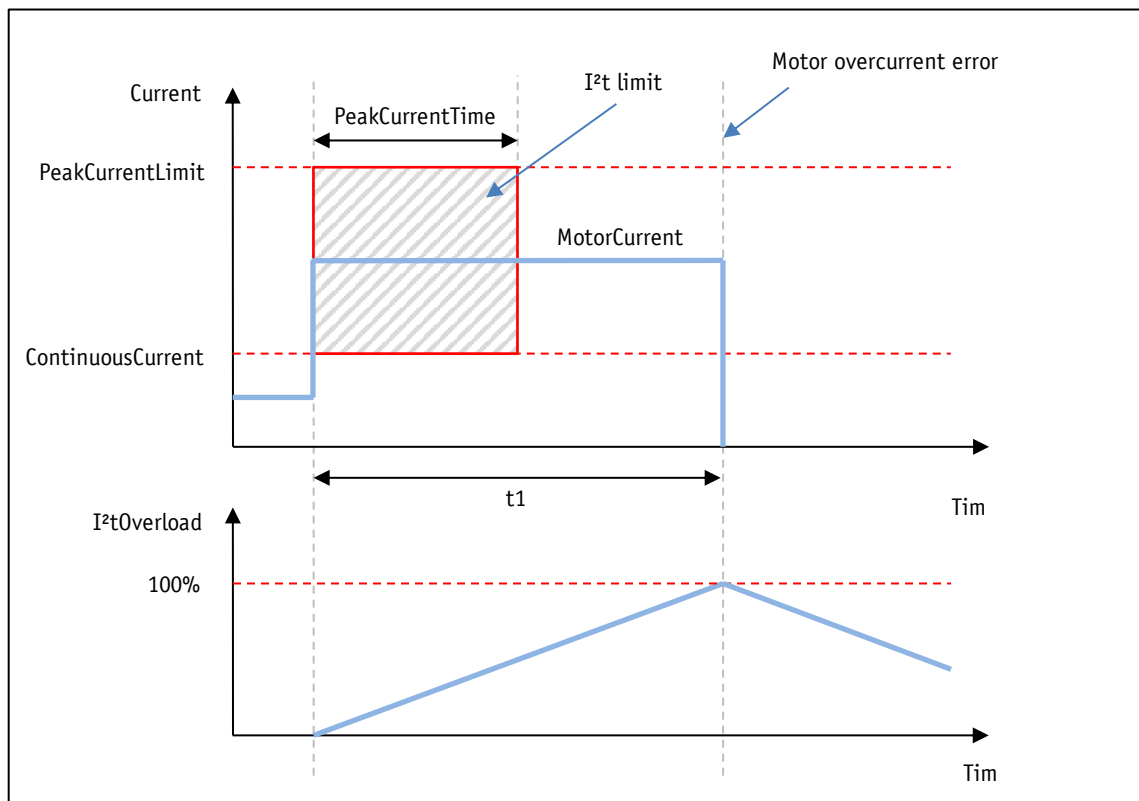 Motor overcurrent error
I²t limit
Current
PeakCurrentTime
PeakCurrentLimit
MotorCurrent
ContinuousCurrent
t1
Tim
I²tOverload
100%
Tim